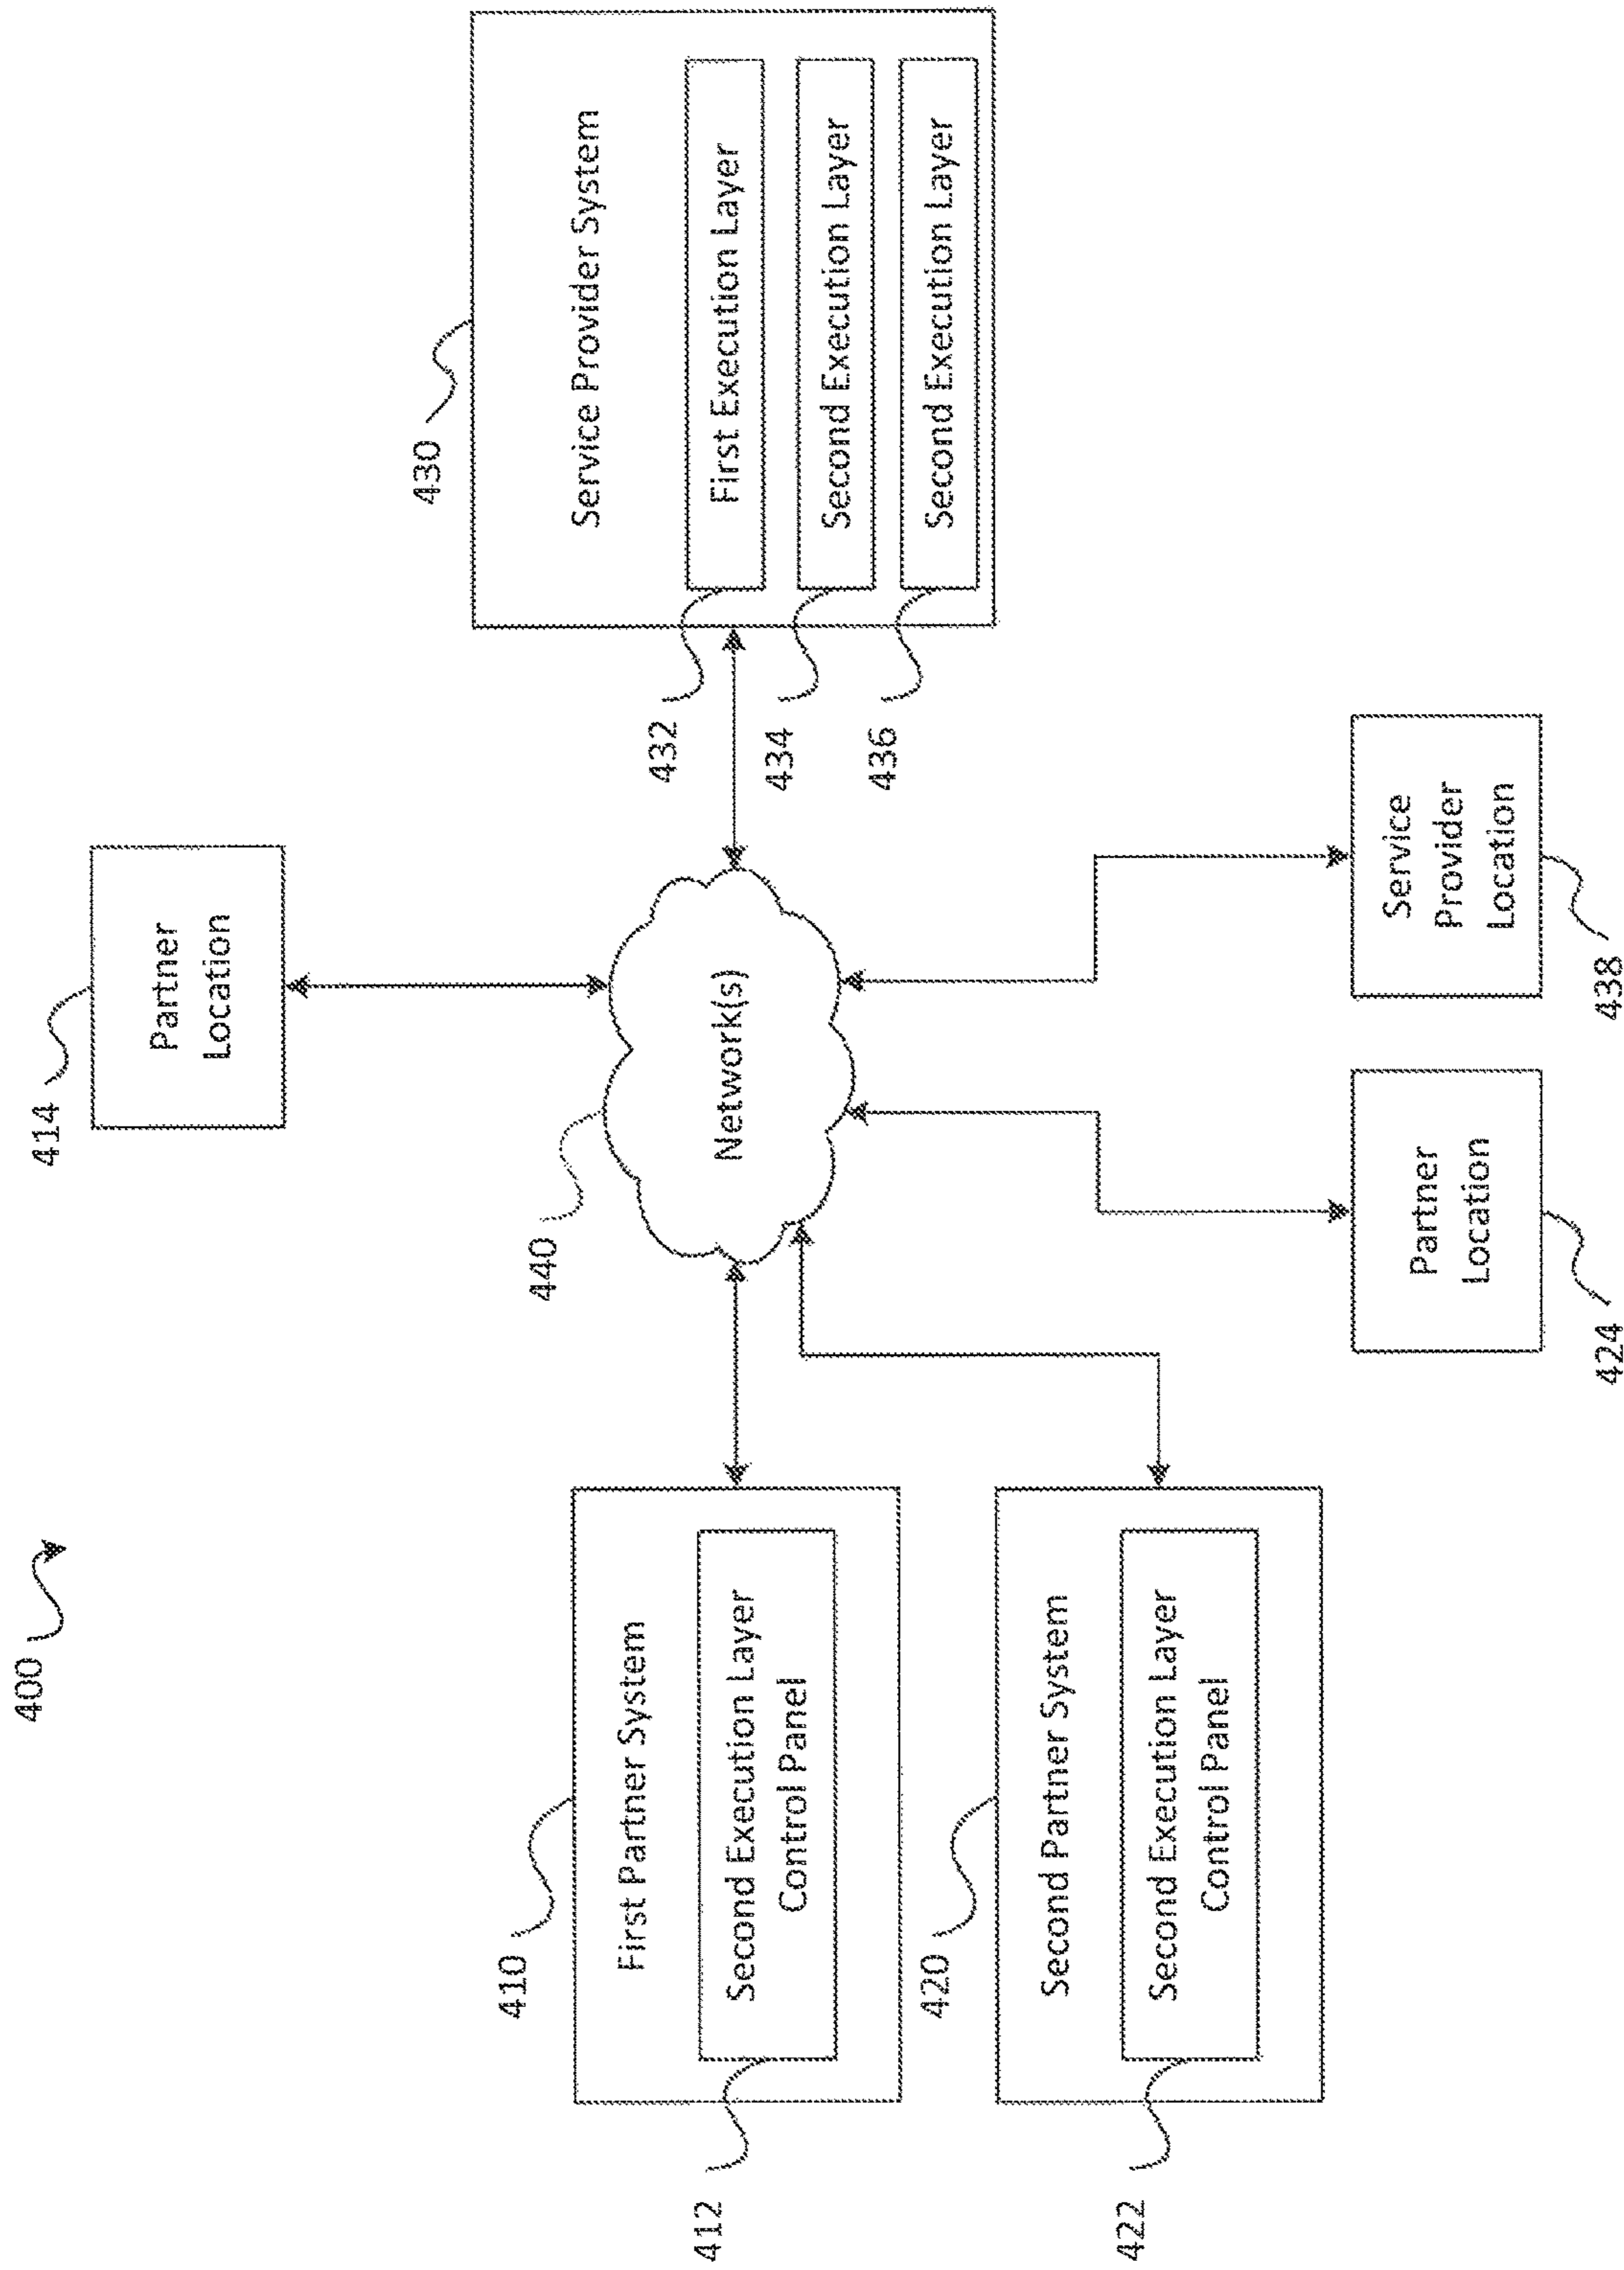 400
414
Partner
Location
430
Service Provider System
First Execution Layer
Second Execution Layer
Second Execution Layer
432
434
436
440
Network(s)
410
First Partner System
Second Execution Layer
Control Panel
412
420
Second Partner System
Second Execution Layer
Control Panel
422
Partner
Location
424
Service
Provider
Location
438